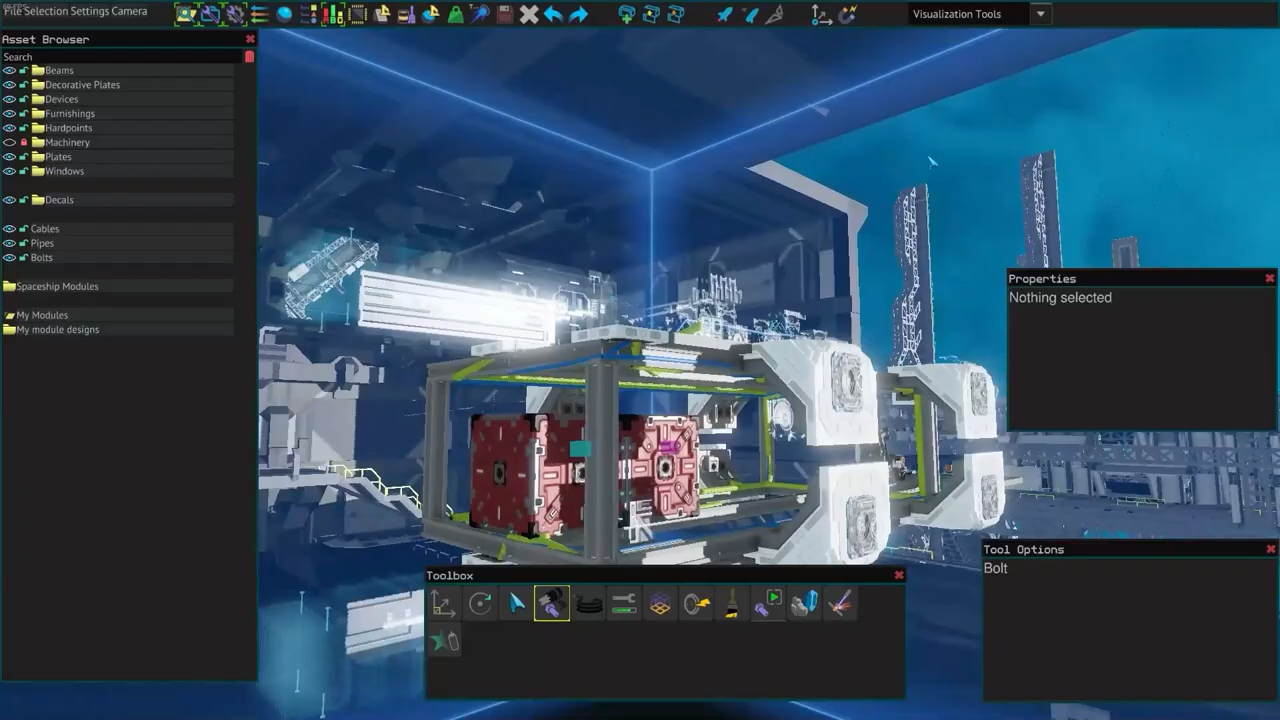 File Selection Settings Camera
Visualization Tools
Asset Browser
Search
Beams
Decorative Plates
Devices
Furnishings
Hardpoints
Machinery
Plates
Windows
Decals
Cables
Pipes
Bolts
Spaceship Modules
My Modules
My module designs
Properties
Nothing selected
Toolbox
Tool Options
Bolt